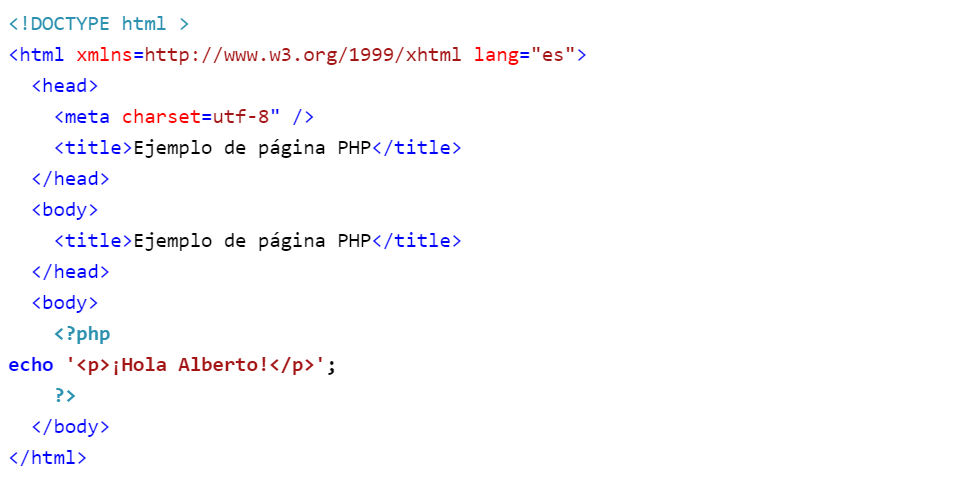 <!DOCTYPE html >
<html xmlns=http://www.w3.org/1999/xhtml lang="es">
  <head>
    <meta charset=utf-8" />
    <title>Ejemplo de página PHP</title>
  </head>
  <body>
    <title>Ejemplo de página PHP</title>
  </head>
  <body>
    <?php
echo '<p>¡Hola Alberto!</p>';
    ?>
  </body>
</html>